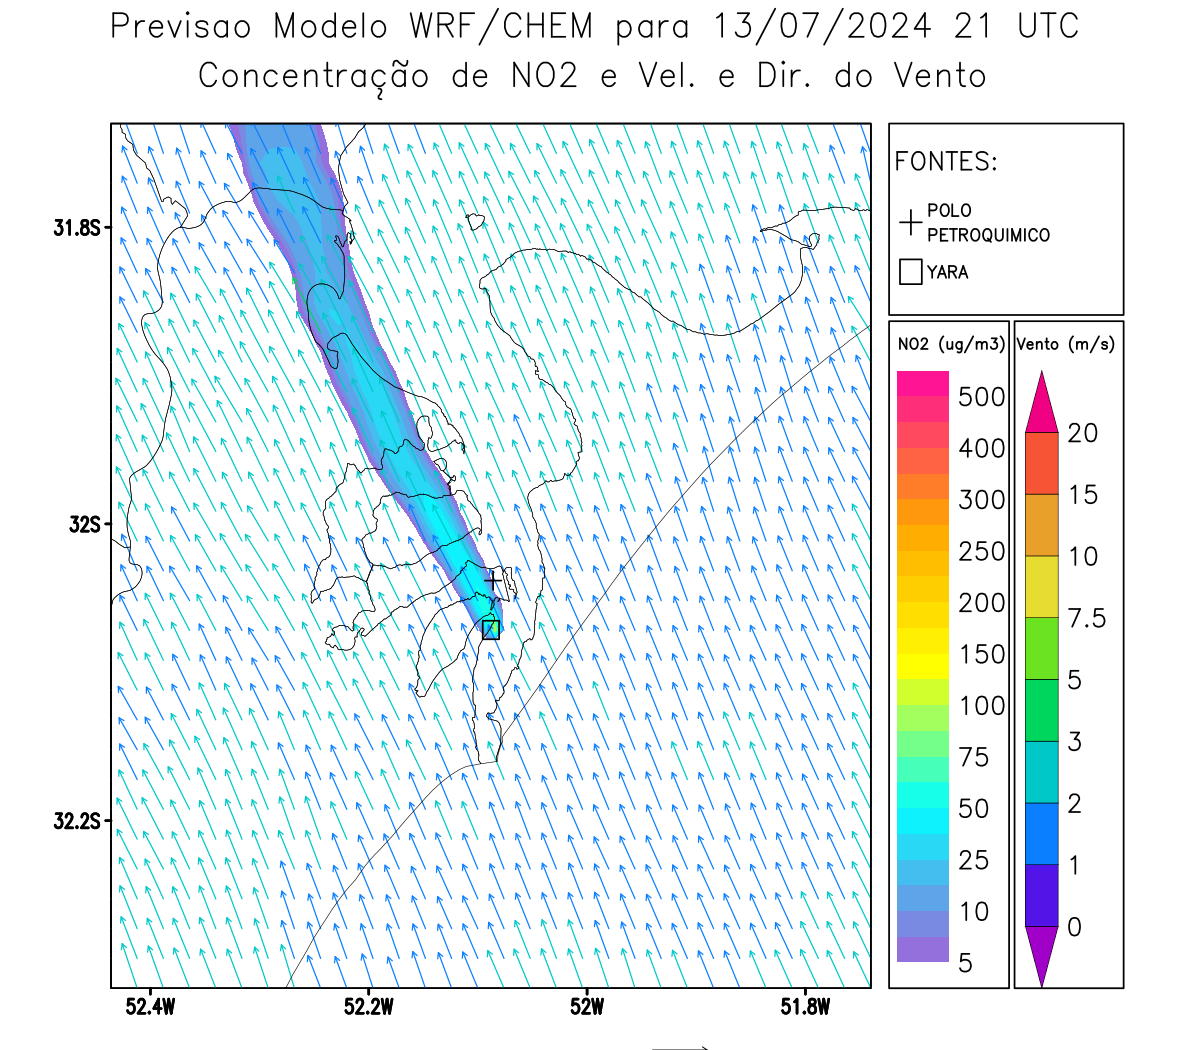 Previsao Modelo WRF/CHEM para 13/07/2024 21 UTC
Concentração de NO2 e Vel. e Dir. do Vento
FONTES:
POLO
PETROQUIMICO
YARA
NO2 (ug/m3)
500
400
300
250
200
150
100
75
50
25
10
5
Vento (m/s)
20
15
10
7.5
5
3
2
1
0
31.8S
32S
32.2S
52.4W
52.2W
52W
51.8W